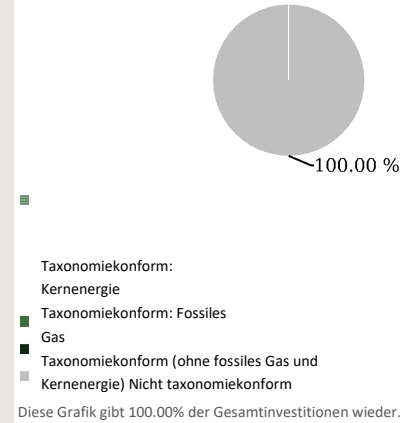 100.00 %
Taxonomiekonform:
Kernenergie
Taxonomiekonform: Fossiles
Gas
Taxonomiekonform (ohne fossiles Gas und
Kernenergie) Nicht taxonomiekonform
Diese Grafik gibt 100.00% der Gesamtinvestitionen wieder.